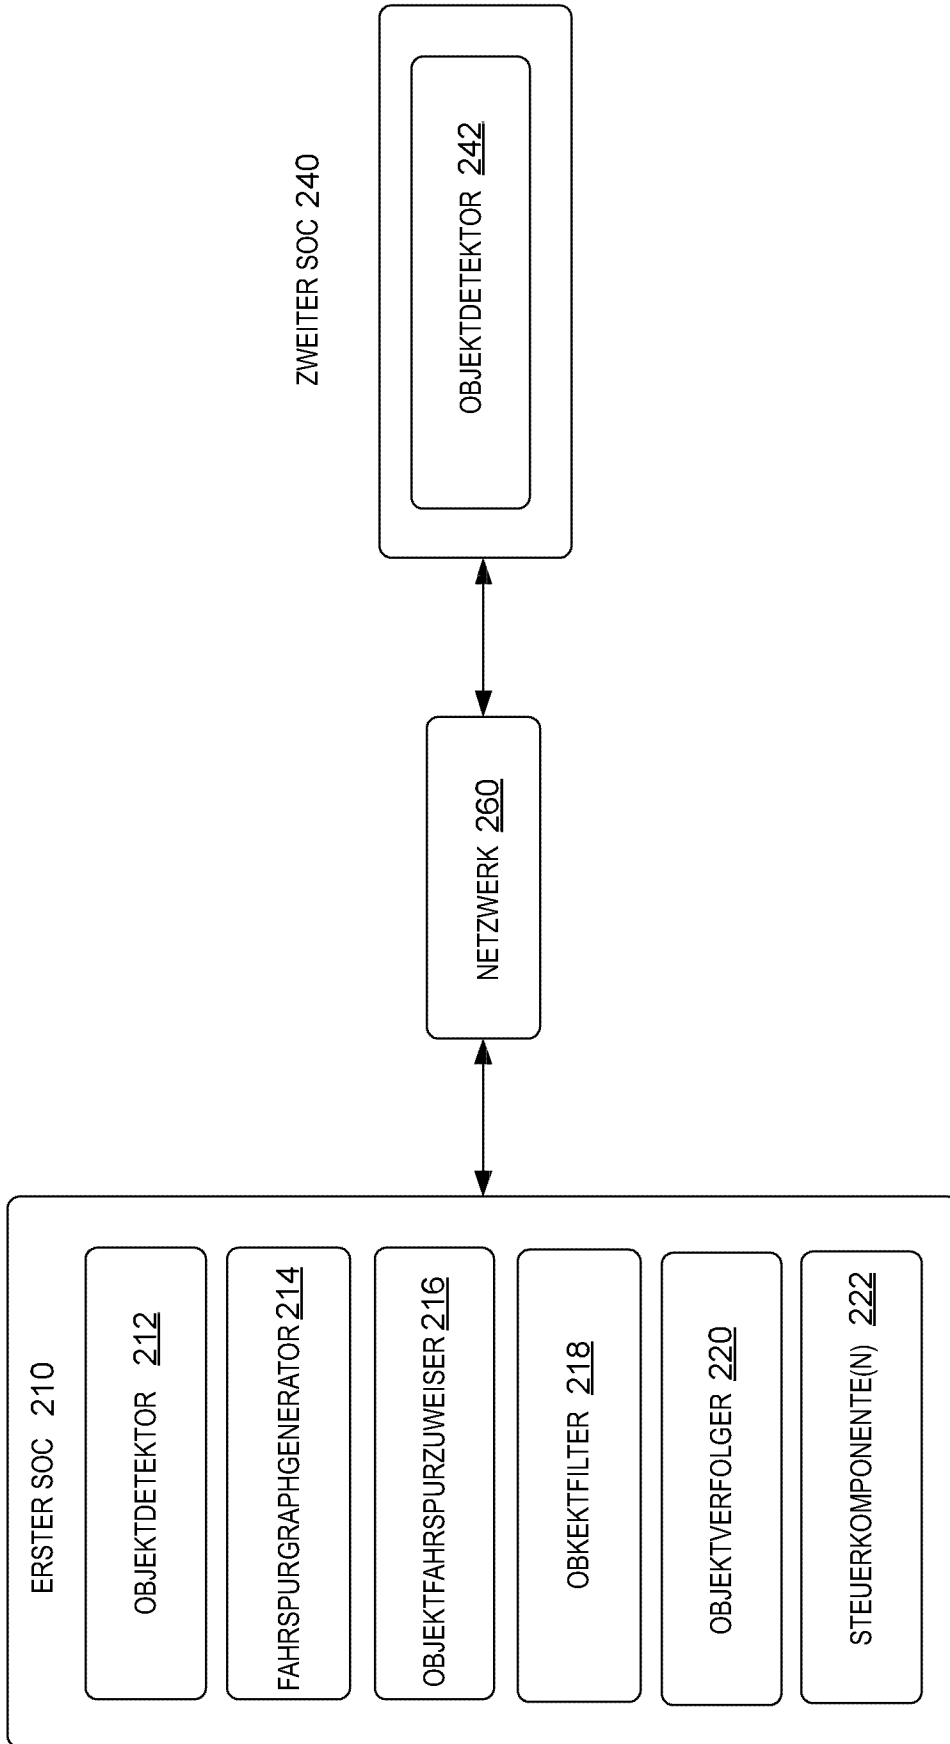 ERSTER SOC 210
OBJEKTDETEKTOR 212
FAHRSPURGRAPHGENERATOR 214
OBJEKTFAHRSPURZUWEISER 216
OBKEKTFILTER 218
OBJEKTVERFOLGER 220
STEUERKOMPONENTE(N) 222
NETZWERK 260
ZWEITER SOC 240
OBJEKTDETEKTOR 242